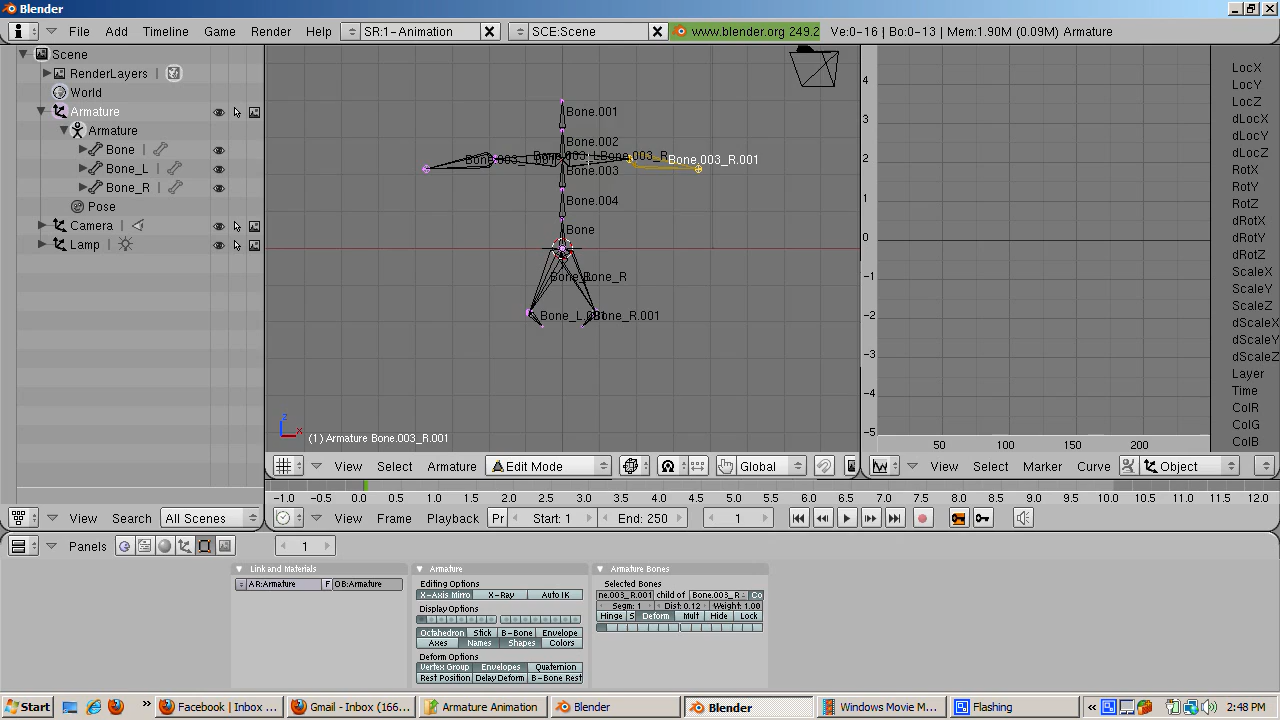 Blender
File Add Timeline Game Render Help SR:1-Animation SCE:Scene www.blender.org 249.2 Ve:0-16 | Bo:0-13 | Mem:1.90M (0.09M) Armature
Scene
RenderLayers
World
Armature
Armature
Bone
Bone_L
Bone_R
Pose
Camera
Lamp
Bone.001
Bone.002
Bone.003_R Bone.003_R.001
Bone.003
Bone.004
Bone
Bone_R
Bone_R.001
z
x
(1) Armature Bone.003_R.001
4
3
2
1
0
-1
-2
-3
-4
-5
50 100 150 200
LocX
LocY
LocZ
dLocX
dLocY
dLocZ
RotX
RotY
RotZ
dRotX
dRotY
dRotZ
ScaleX
ScaleY
ScaleZ
dScaleX
dScaleY
dScaleZ
Layer
Time
ColR
ColG
ColB
View Select Armature Edit Mode Global
View Select Marker Curve Object
-1.0 -0.5 0.0 0.5 1.0 1.5 2.0 2.5 3.0 3.5 4.0 4.5 5.0 5.5 6.0 6.5 7.0 7.5 8.0 8.5 9.0 9.5 10.0 10.5 11.0 11.5 12.0
View Search All Scenes
View Frame Playback Pr Start: 1 End: 250 1
Panels 1
Link and Materials
AR:Armature F OB:Armature
Armature
Editing Options
X-Axis Mirro X-Ray Auto IK
Display Options
Octahedron Stick B-Bone Envelope
Axes Names Shapes Colors
Deform Options
Vertex Group Envelopes Quaternion
Rest Position Delay Deform B-Bone Rest
Armature Bones
Selected Bones
ne.003_R.001 child of Bone.003_R Co
Segm: 1 Dist: 0.12 Weight: 1.00
Hinge S Deform Mult Hide Lock
Start Facebook | Inbox ... Gmail - Inbox (166... Armature Animation Blender Blender Windows Movie M... Flashing 2:48 PM